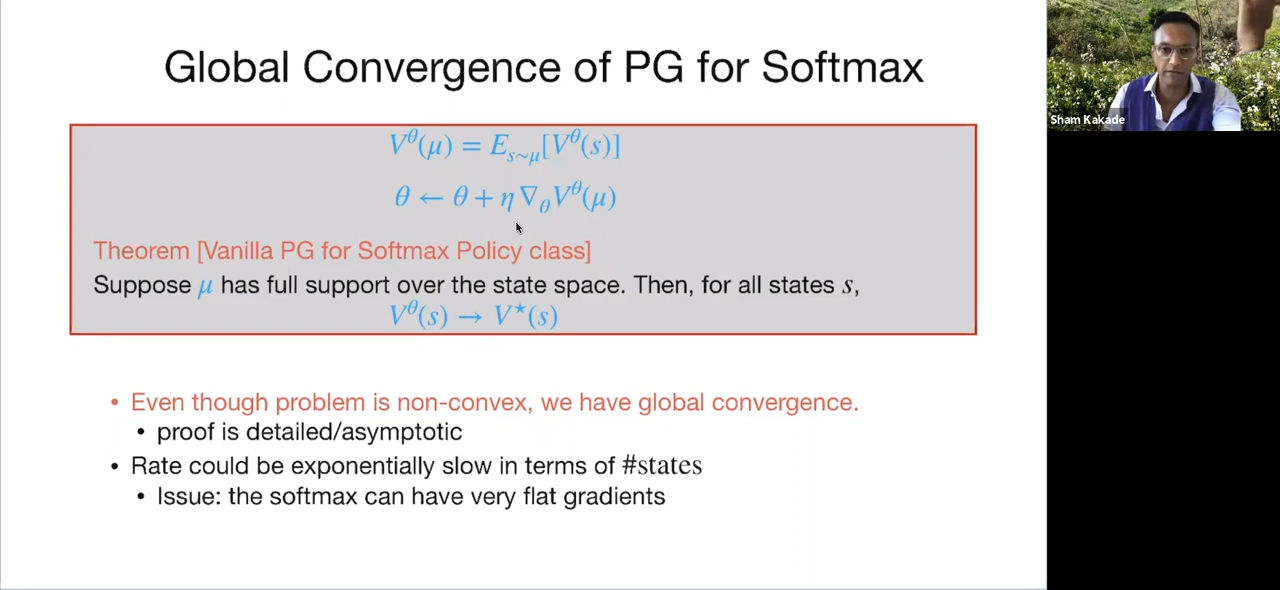 Global Convergence of PG for Softmax
V^θ(μ) = E_{s∼μ}[V^θ(s)]
θ ← θ + η ∇_θ V^θ(μ)
Theorem [Vanilla PG for Softmax Policy class]
Suppose μ has full support over the state space. Then, for all states s,
V^θ(s) → V^⋆(s)
• Even though problem is non-convex, we have global convergence.
• proof is detailed/asymptotic
• Rate could be exponentially slow in terms of #states
• Issue: the softmax can have very flat gradients
Sham Kakade